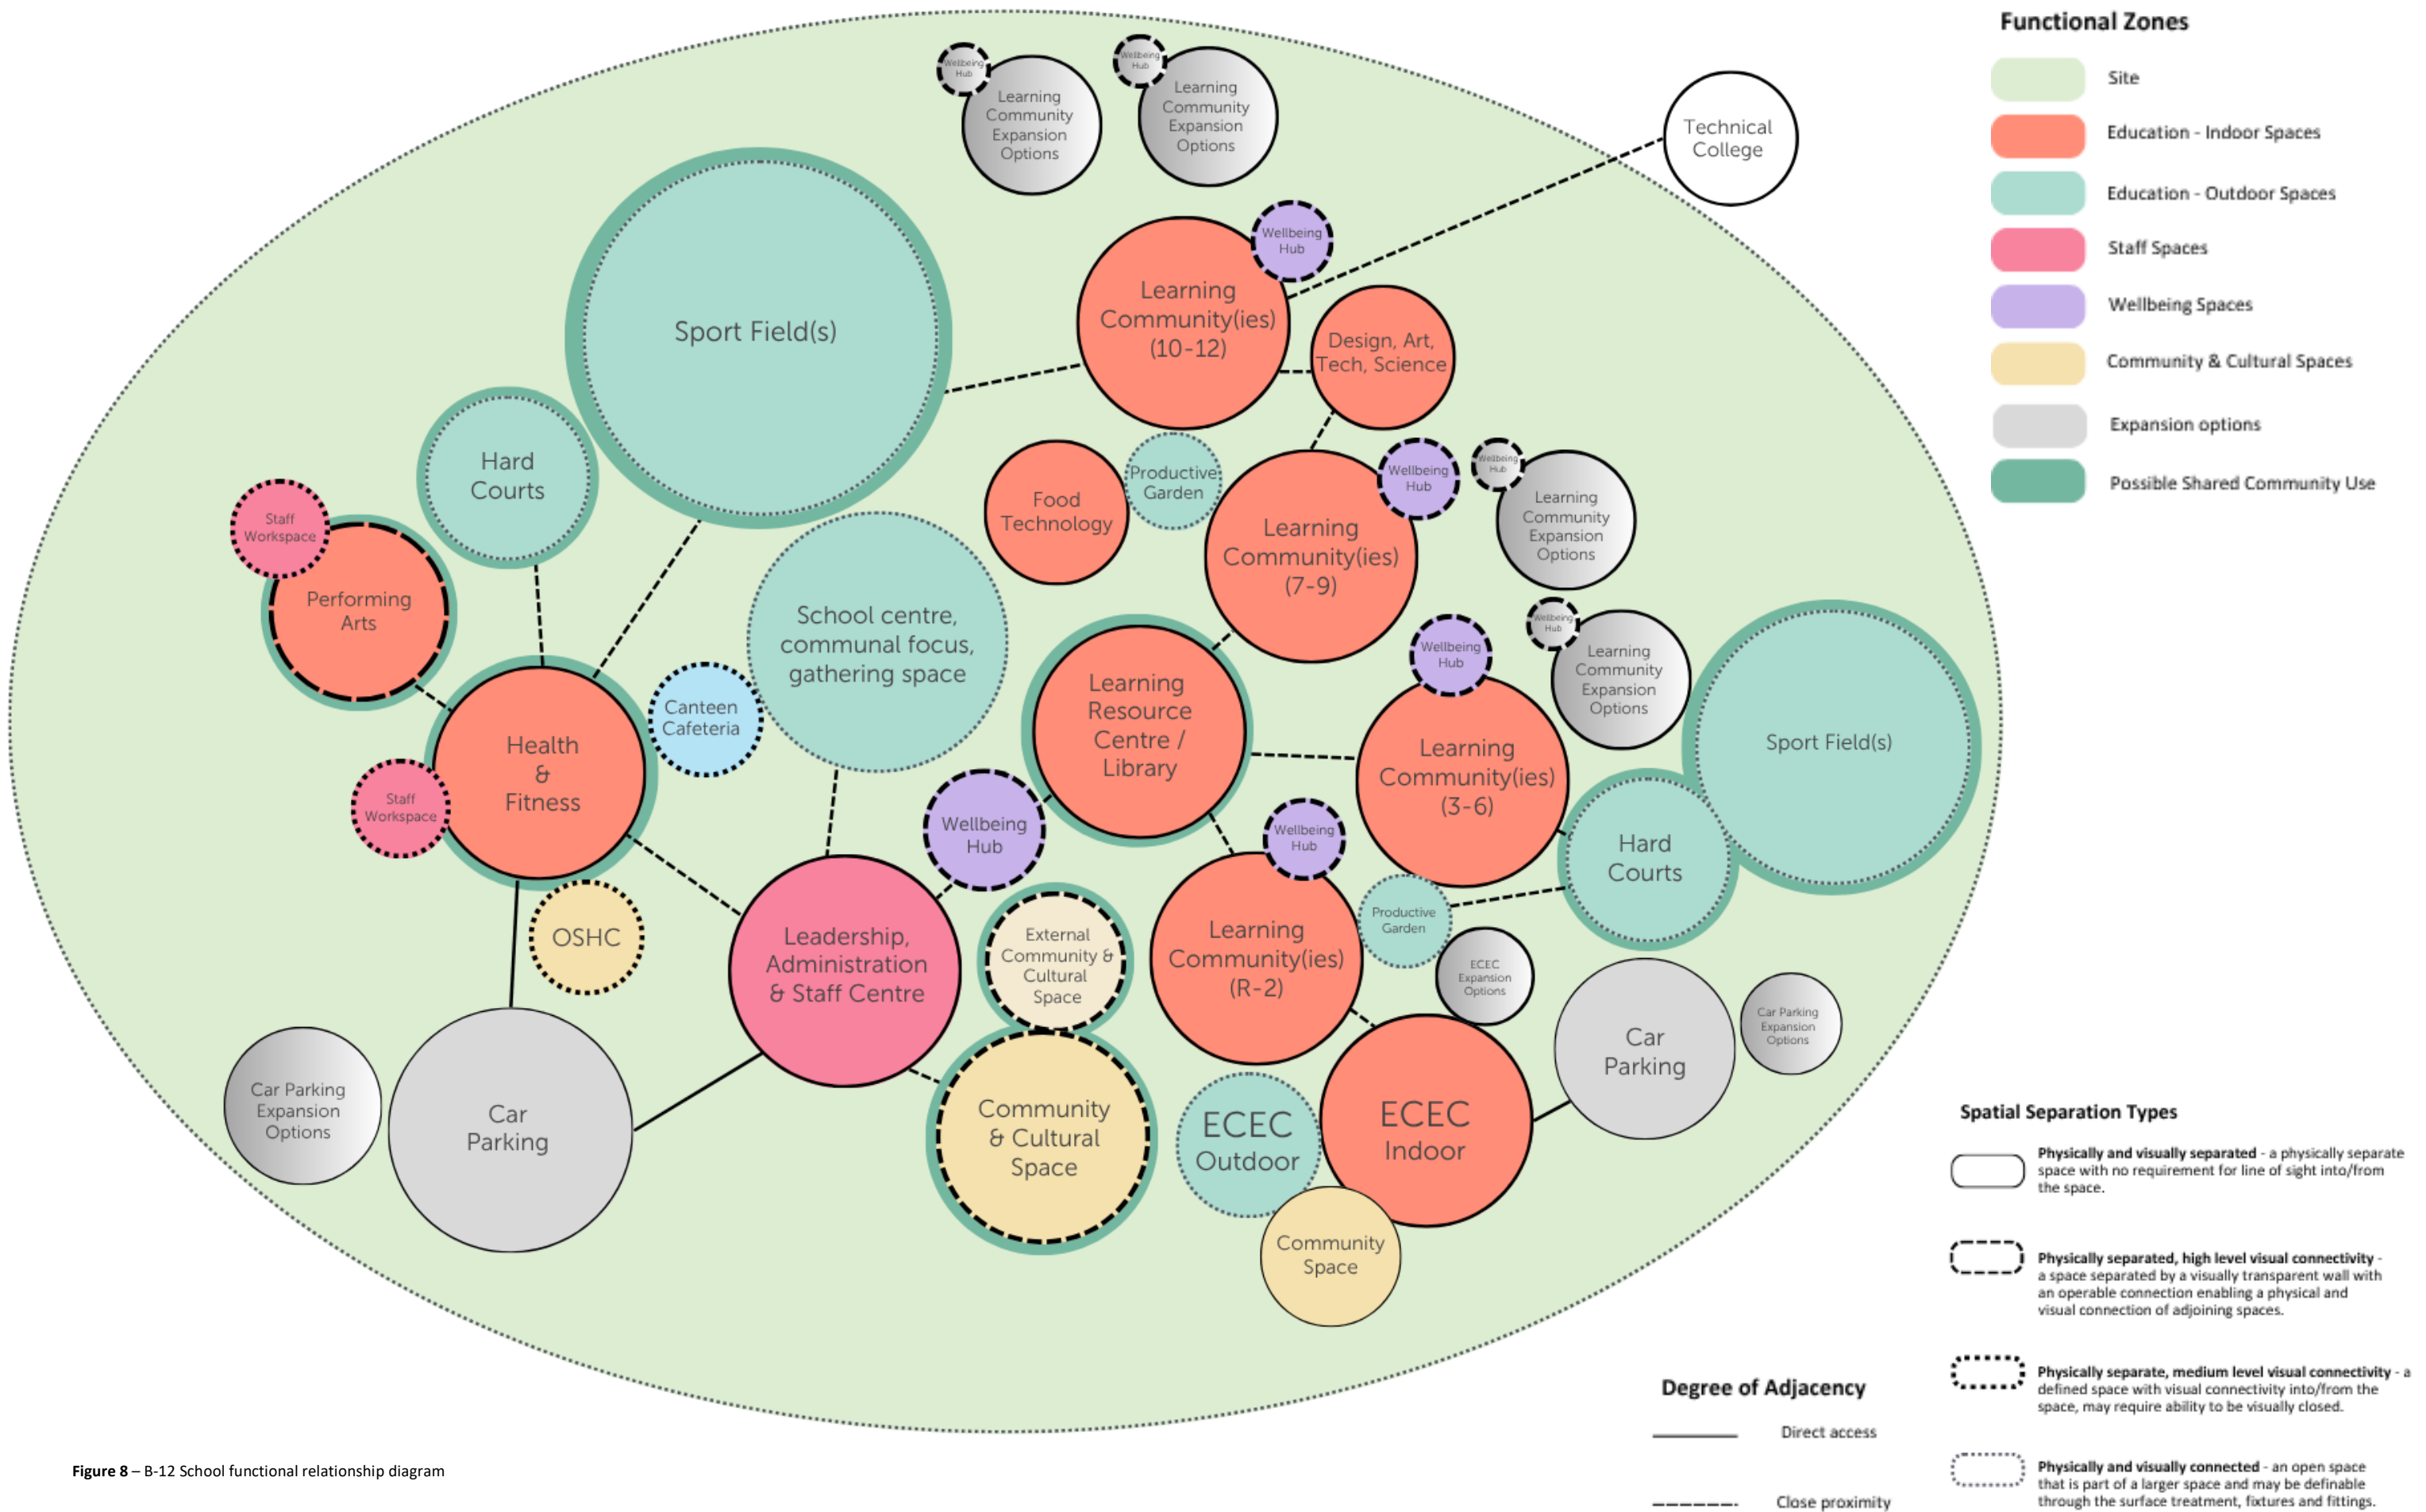 Functional Zones
Site
Education - Indoor Spaces
Education - Outdoor Spaces
Staff Spaces
Wellbeing Spaces
Community & Cultural Spaces
Expansion options
Possible Shared Community Use
Wellbeing
Hub
Learning
Community
Expansion
Options
Wellbeing
Hub
Learning
Community
Expansion
Options
Technical
College
Sport Field(s)
Learning
Community(ies)
(10-12)
Wellbeing
Hub
Design, Art,
Tech, Science
Hard
Courts
Staff
Workspace
Performing
Arts
Food
Technology
Productive
Garden
Learning
Community(ies)
(7-9)
Wellbeing
Hub
Wellbeing
Hub
Learning
Community
Expansion
Options
School centre,
communal focus,
gathering space
Canteen
Cafeteria
Health
&
Fitness
Staff
Workspace
Learning
Resource
Centre /
Library
Wellbeing
Hub
Learning
Community(ies)
(3-6)
Wellbeing
Hub
Learning
Community
Expansion
Options
Sport Field(s)
Hard
Courts
Wellbeing
Hub
Wellbeing
Hub
OSHC
Leadership,
Administration
& Staff Centre
External
Community &
Cultural
Space
Learning
Community(ies)
(R-2)
Productive
Garden
ECEC
Expansion
Options
Car
Parking
Car Parking
Expansion
Options
Car Parking
Expansion
Options
Car
Parking
Community
& Cultural
Space
ECEC
Outdoor
ECEC
Indoor
Community
Space
Spatial Separation Types
Physically and visually separated - a physically separate
space with no requirement for line of sight into/from
the space.
Physically separated, high level visual connectivity -
a space separated by a visually transparent wall with
an operable connection enabling a physical and
visual connection of adjoining spaces.
Physically separate, medium level visual connectivity - a
defined space with visual connectivity into/from the
space, may require ability to be visually closed.
Physically and visually connected - an open space
that is part of a larger space and may be definable
through the surface treatment, fixtures and fittings.
Degree of Adjacency
Direct access
Close proximity
Figure 8 – B-12 School functional relationship diagram